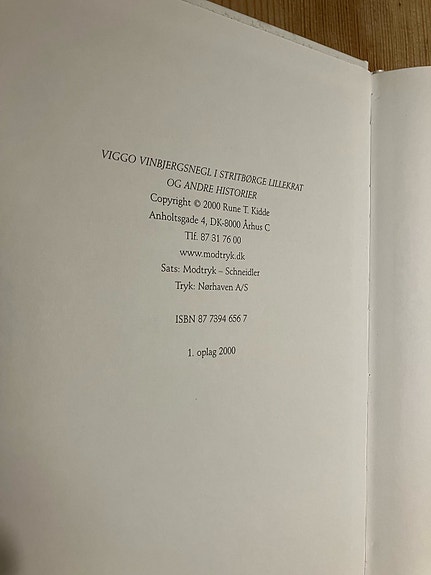 VIGGO VINBJERGSNEGL I STRITBØRGE LILLEKRAT
OG ANDRE HISTORIER
Copyright © 2000 Rune T. Kidde
Anholtsgade 4, DK-8000 Århus C
Tlf. 87 31 76 00
www.modtryk.dk
Sats: Modtryk – Schneidler
Tryk: Nørhaven A/S
ISBN 87 7394 656 7
1. oplag 2000